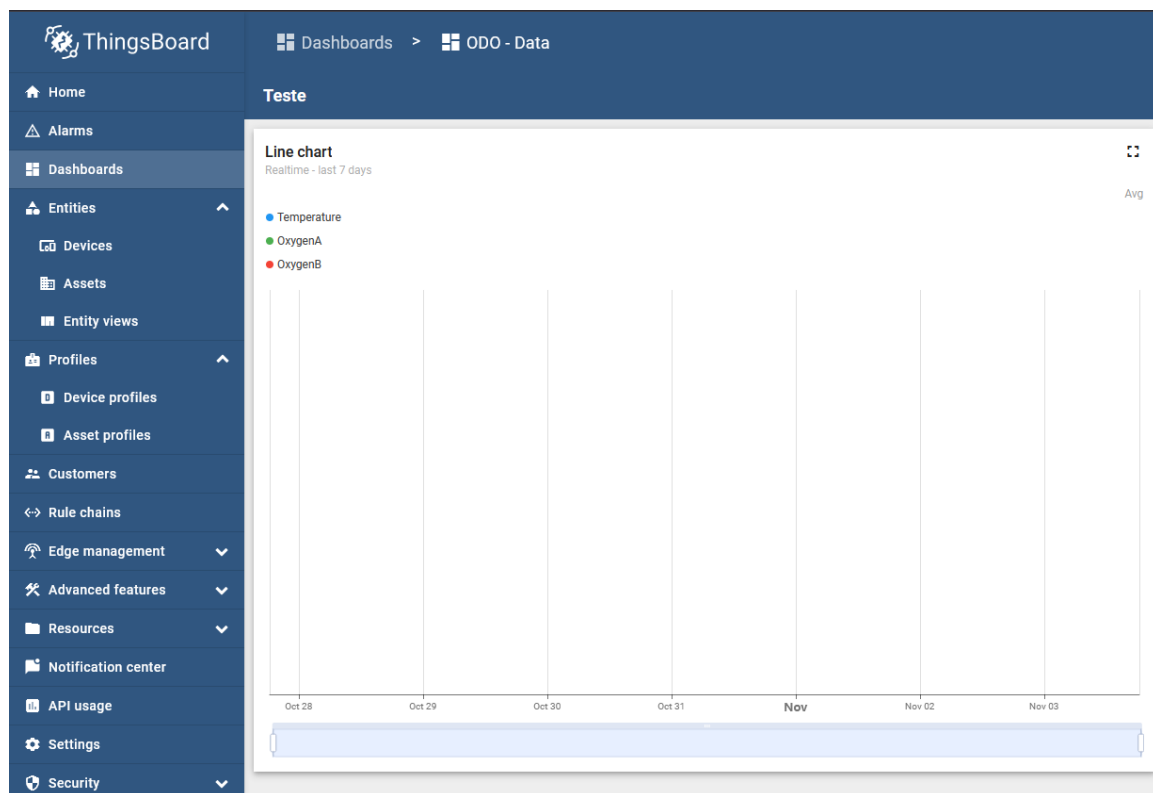 ThingsBoard
Dashboards > ODO - Data
Home
Teste
Alarms
Dashboards
Entities
Devices
Assets
Entity views
Profiles
Device profiles
Asset profiles
Customers
Rule chains
Edge management
Advanced features
Resources
Notification center
API usage
Settings
Security
Line chart
Realtime - last 7 days
Avg
Temperature
OxygenA
OxygenB
Oct 28 Oct 29 Oct 30 Oct 31 Nov Nov 02 Nov 03